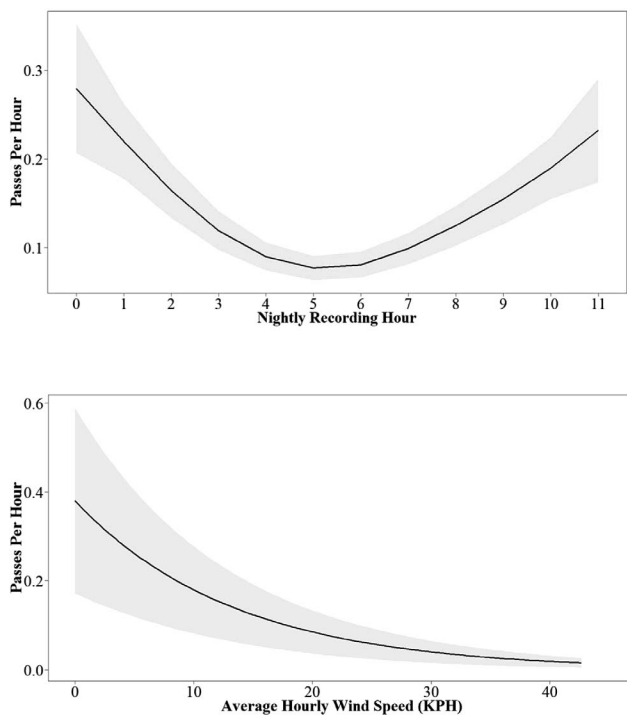 Passes Per Hour
0.3
0.2
0.1
0 1 2 3 4 5 6 7 8 9 10 11
Nightly Recording Hour
Passes Per Hour
0.6
0.4
0.2
0.0
0 10 20 30 40
Average Hourly Wind Speed (KPH)